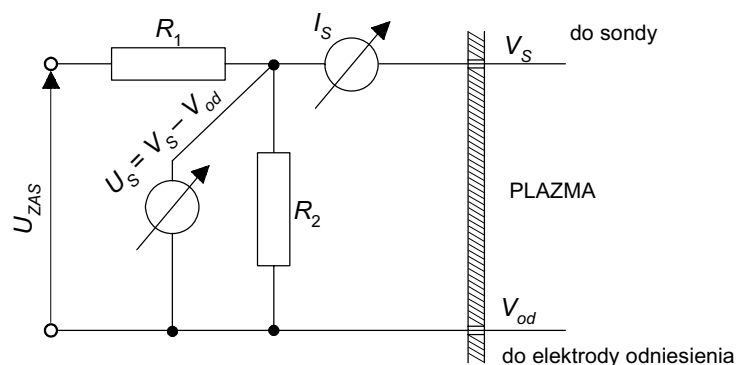 R1
IS
VS
do sondy
US = VS – Vod
UZAS
R2
PLAZMA
Vod
do elektrody odniesienia